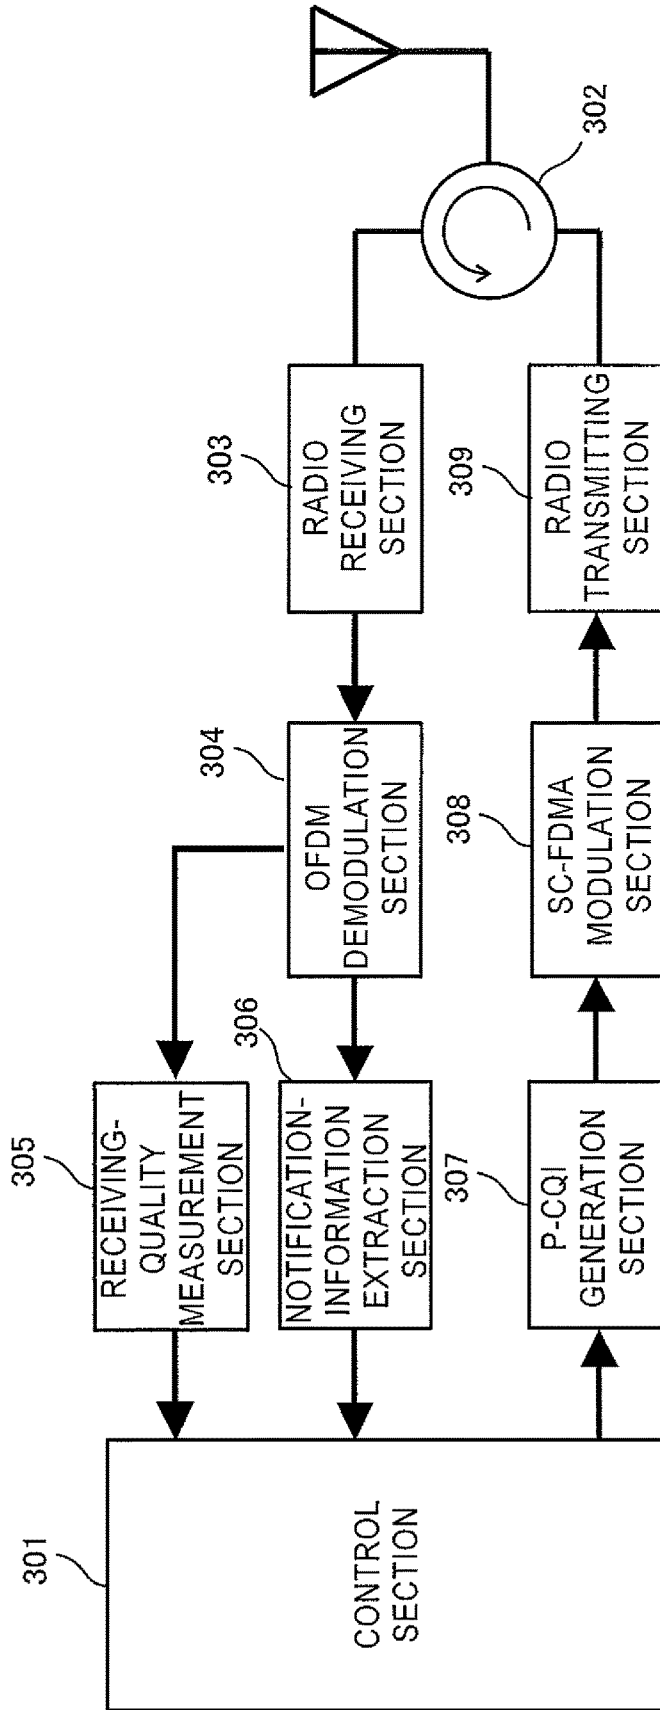 301
CONTROL
SECTION
305
RECEIVING-
QUALITY
MEASUREMENT
SECTION
306
NOTIFICATION-
INFORMATION
EXTRACTION
SECTION
307
P-CQI
GENERATION
SECTION
304
OFDM
DEMODULATION
SECTION
308
SC-FDMA
MODULATION
SECTION
303
RADIO
RECEIVING
SECTION
309
RADIO
TRANSMITTING
SECTION
302